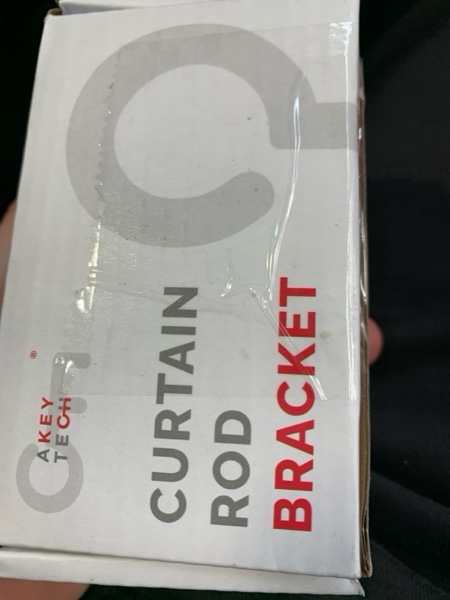 AKEY
TECH
®
CURTAIN
ROD
BRACKET